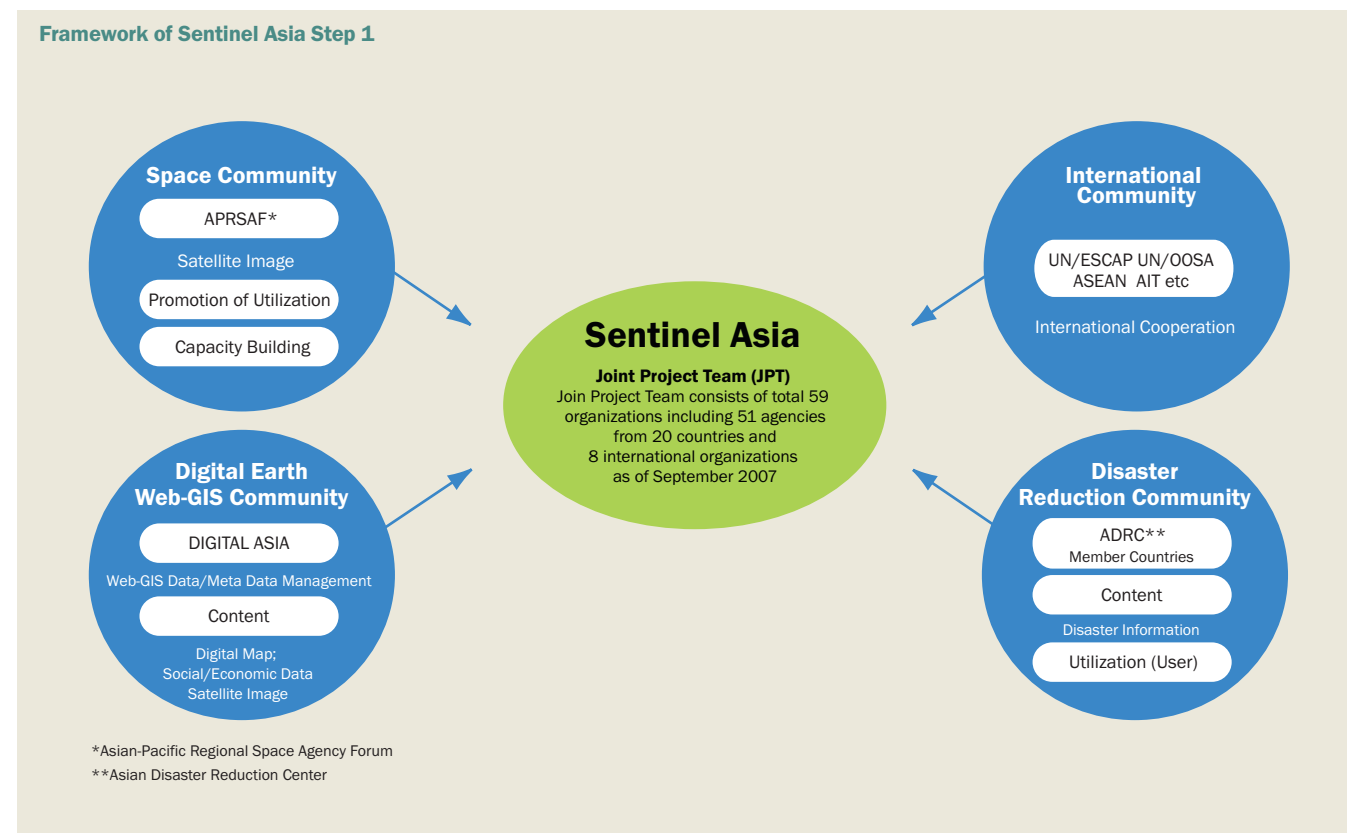 Framework of Sentinel Asia Step 1
Space Community
APRSAF*
Satellite Image
Promotion of Utilization
Capacity Building
International
Community
UN/ESCAP UN/OOSA
ASEAN AIT etc
International Cooperation
Sentinel Asia
Joint Project Team (JPT)
Join Project Team consists of total 59
organizations including 51 agencies
from 20 countries and
8 international organizations
as of September 2007
Digital Earth
Web-GIS Community
DIGITAL ASIA
Web-GIS Data/Meta Data Management
Content
Digital Map;
Social/Economic Data
Satellite Image
Disaster
Reduction Community
ADRC**
Member Countries
Content
Disaster Information
Utilization (User)
*Asian-Pacific Regional Space Agency Forum
**Asian Disaster Reduction Center